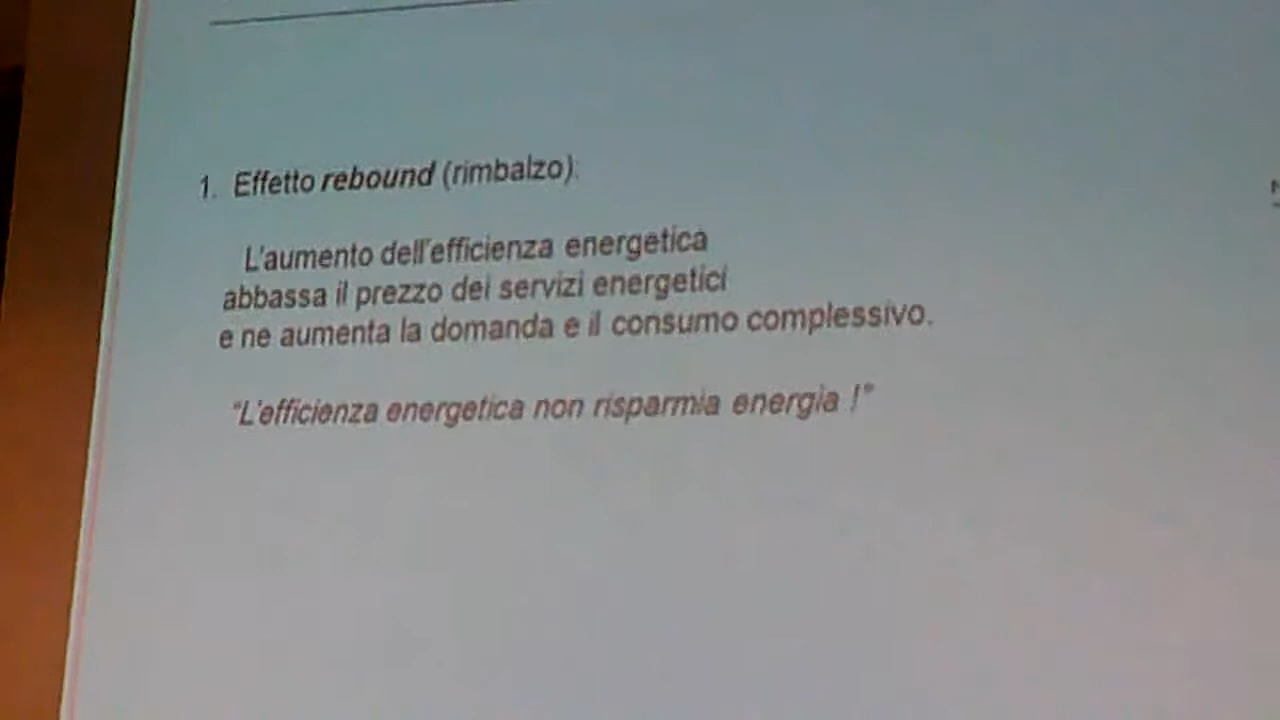 1. Effetto rebound (rimbalzo):
L'aumento dell'efficienza energetica
abbassa il prezzo dei servizi energetici
e ne aumenta la domanda e il consumo complessivo.
"L'efficienza energetica non risparmia energia !"